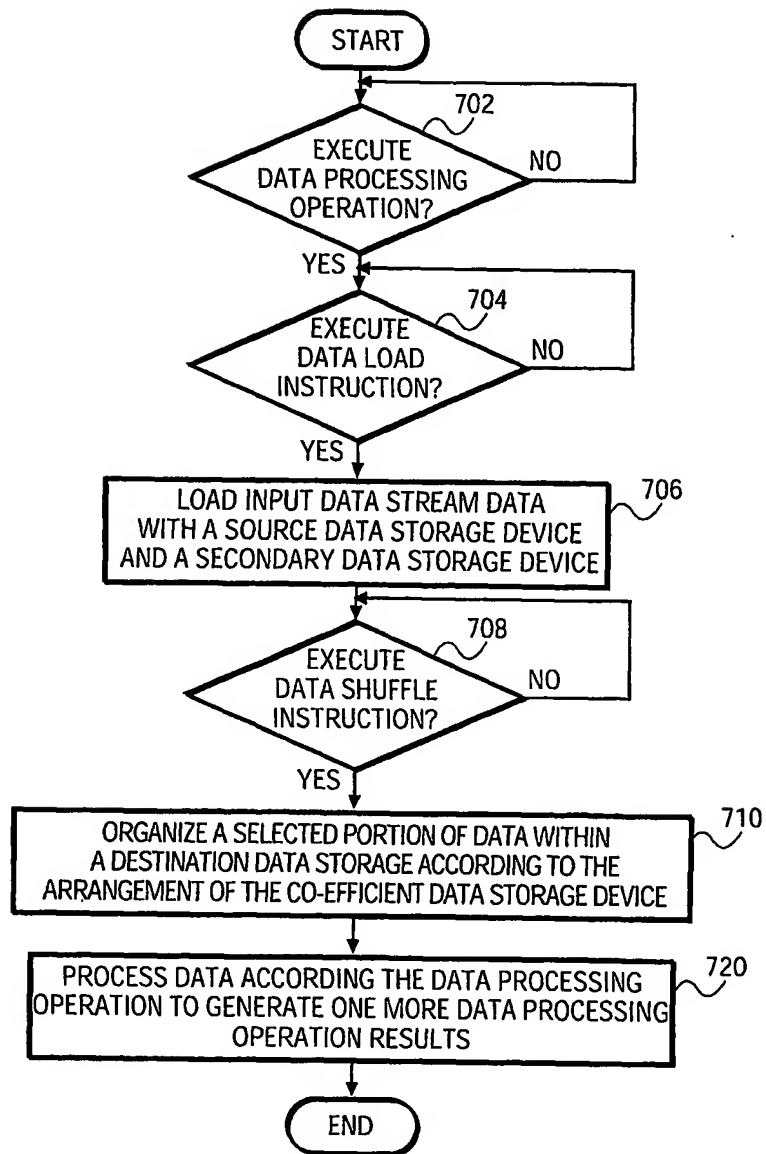 START
702
EXECUTE
DATA PROCESSING
OPERATION?
NO
YES
704
EXECUTE
DATA LOAD
INSTRUCTION?
NO
YES
706
LOAD INPUT DATA STREAM DATA
WITH A SOURCE DATA STORAGE DEVICE
AND A SECONDARY DATA STORAGE DEVICE
708
EXECUTE
DATA SHUFFLE
INSTRUCTION?
NO
YES
710
ORGANIZE A SELECTED PORTION OF DATA WITHIN
A DESTINATION DATA STORAGE ACCORDING TO THE
ARRANGEMENT OF THE CO-EFFICIENT DATA STORAGE DEVICE
720
PROCESS DATA ACCORDING THE DATA PROCESSING
OPERATION TO GENERATE ONE MORE DATA PROCESSING
OPERATION RESULTS
END